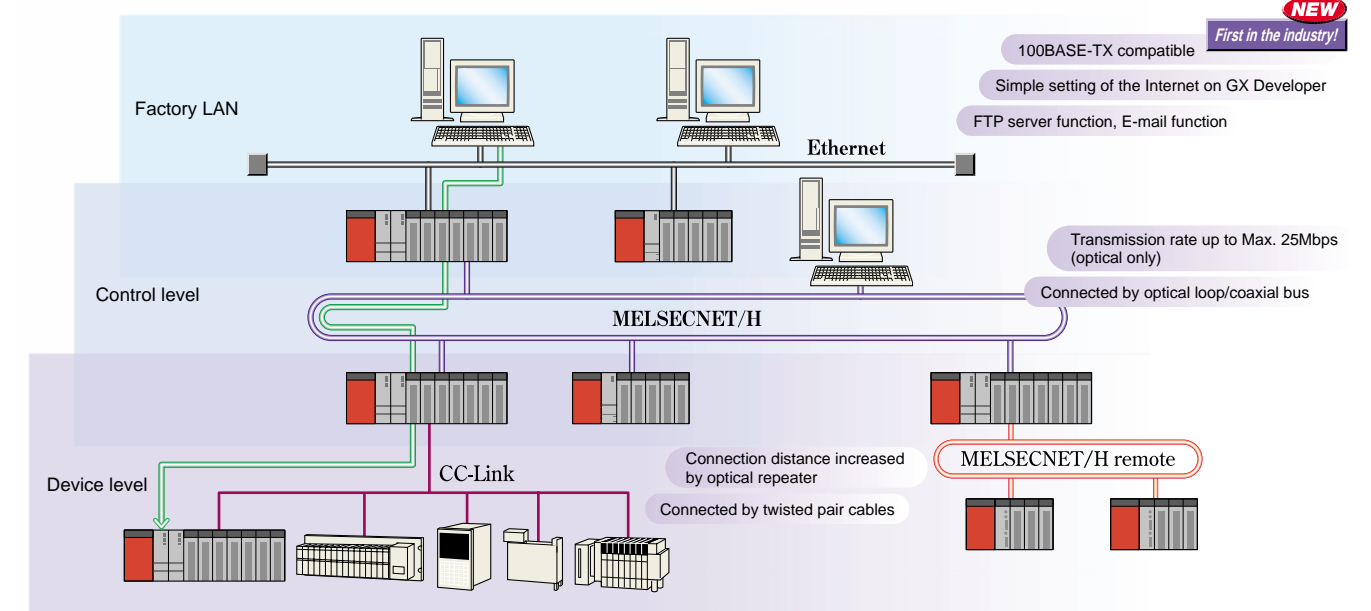 NEW
First in the industry!
100BASE-TX compatible
Simple setting of the Internet on GX Developer
FTP server function, E-mail function
Factory LAN
Ethernet
Transmission rate up to Max. 25Mbps
(optical only)
Connected by optical loop/coaxial bus
Control level
MELSECNET/H
Connection distance increased
by optical repeater
Connected by twisted pair cables
MELSECNET/H remote
CC-Link
Device level